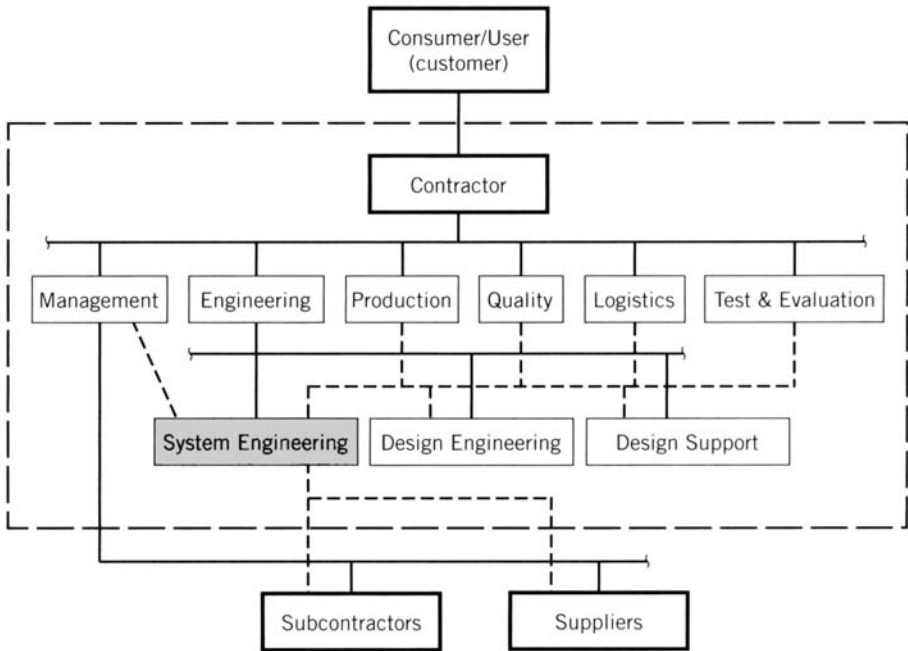 Consumer/User
(customer)
Contractor
Management
Engineering
Production
Quality
Logistics
Test & Evaluation
System Engineering
Design Engineering
Design Support
Subcontractors
Suppliers